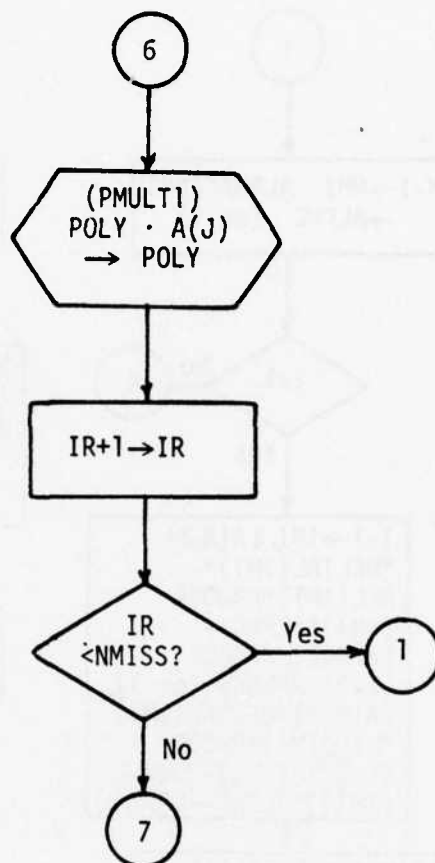 6
(PMULT1)
POLY · A(J)
→ POLY
IR+1→IR
IR
<NMISS?
Yes
1
No
7